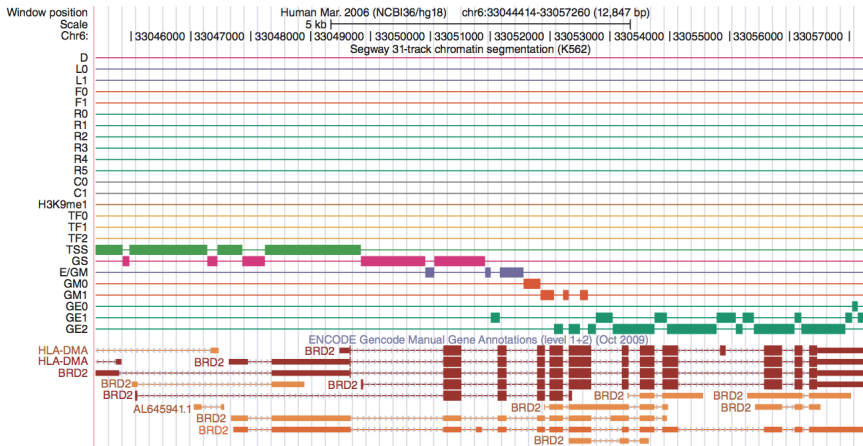 Window position Human Mar. 2006 (NCBI36/hg18) chr6:33044414-33057260 (12,847 bp)
Scale 5 kb
Chr6: 33046000 33047000 33048000 33049000 33050000 33051000 33052000 33053000 33054000 33055000 33056000 33057000
Segway 31-track chromatin segmentation (K562)
D
L0
L1
F0
F1
R0
R1
R2
R3
R4
R5
C0
C1
H3K9me1
TF0
TF1
TF2
TSS
GS
E/GM
GM0
GM1
GE0
GE1
GE2
ENCODE Gencode Manual Gene Annotations (level 1+2) (Oct 2009)
HLA-DMA BRD2
HLA-DMA BRD2
BRD2
BRD2 BRD2
BRD2 BRD2 BRD2
AL645941.1 BRD2 BRD2
BRD2
BRD2
BRD2